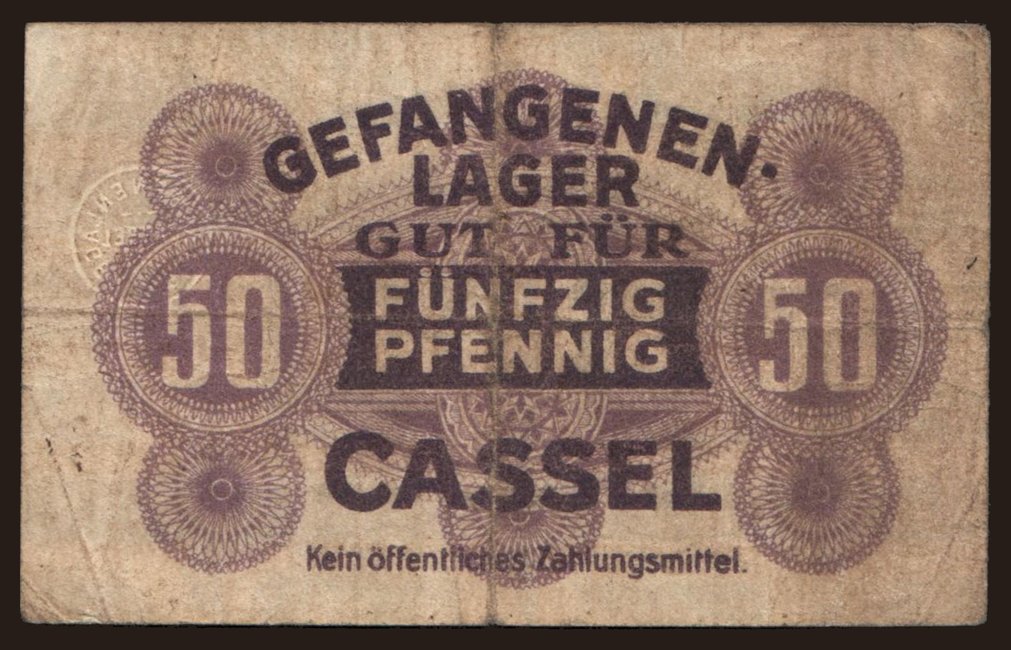 GEFANGENEN-
LAGER
GUT FÜR
50 FÜNFZIG 50
PFENNIG
CASSEL
Kein öffentliches Zahlungsmittel.